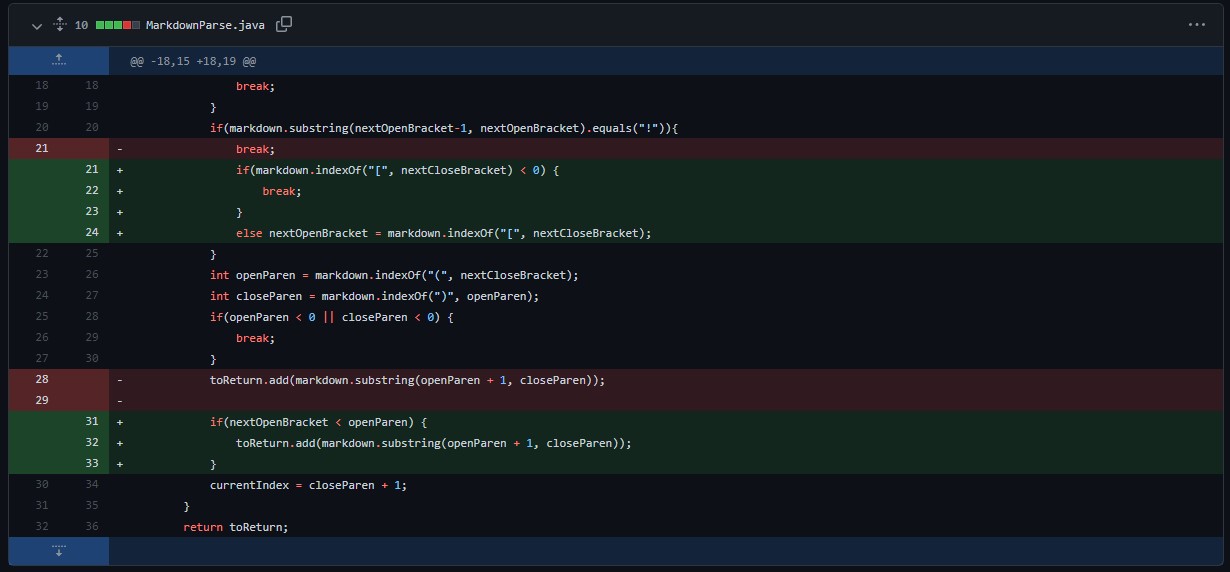 10 MarkdownParse.java
@@ -18,15 +18,19 @@
18 18 break;
19 19 }
20 20 if(markdown.substring(nextOpenBracket-1, nextOpenBracket).equals("!")){
21 - break;
21 + if(markdown.indexOf("[", nextCloseBracket) < 0) {
22 + break;
23 + }
24 + else nextOpenBracket = markdown.indexOf("[", nextCloseBracket);
22 25 }
23 26 int openParen = markdown.indexOf("(", nextCloseBracket);
24 27 int closeParen = markdown.indexOf(")", openParen);
25 28 if(openParen < 0 || closeParen < 0) {
26 29 break;
27 30 }
28 - toReturn.add(markdown.substring(openParen + 1, closeParen));
29 -
31 + if(nextOpenBracket < openParen) {
32 + toReturn.add(markdown.substring(openParen + 1, closeParen));
33 + }
30 34 currentIndex = closeParen + 1;
31 35 }
32 36 return toReturn;